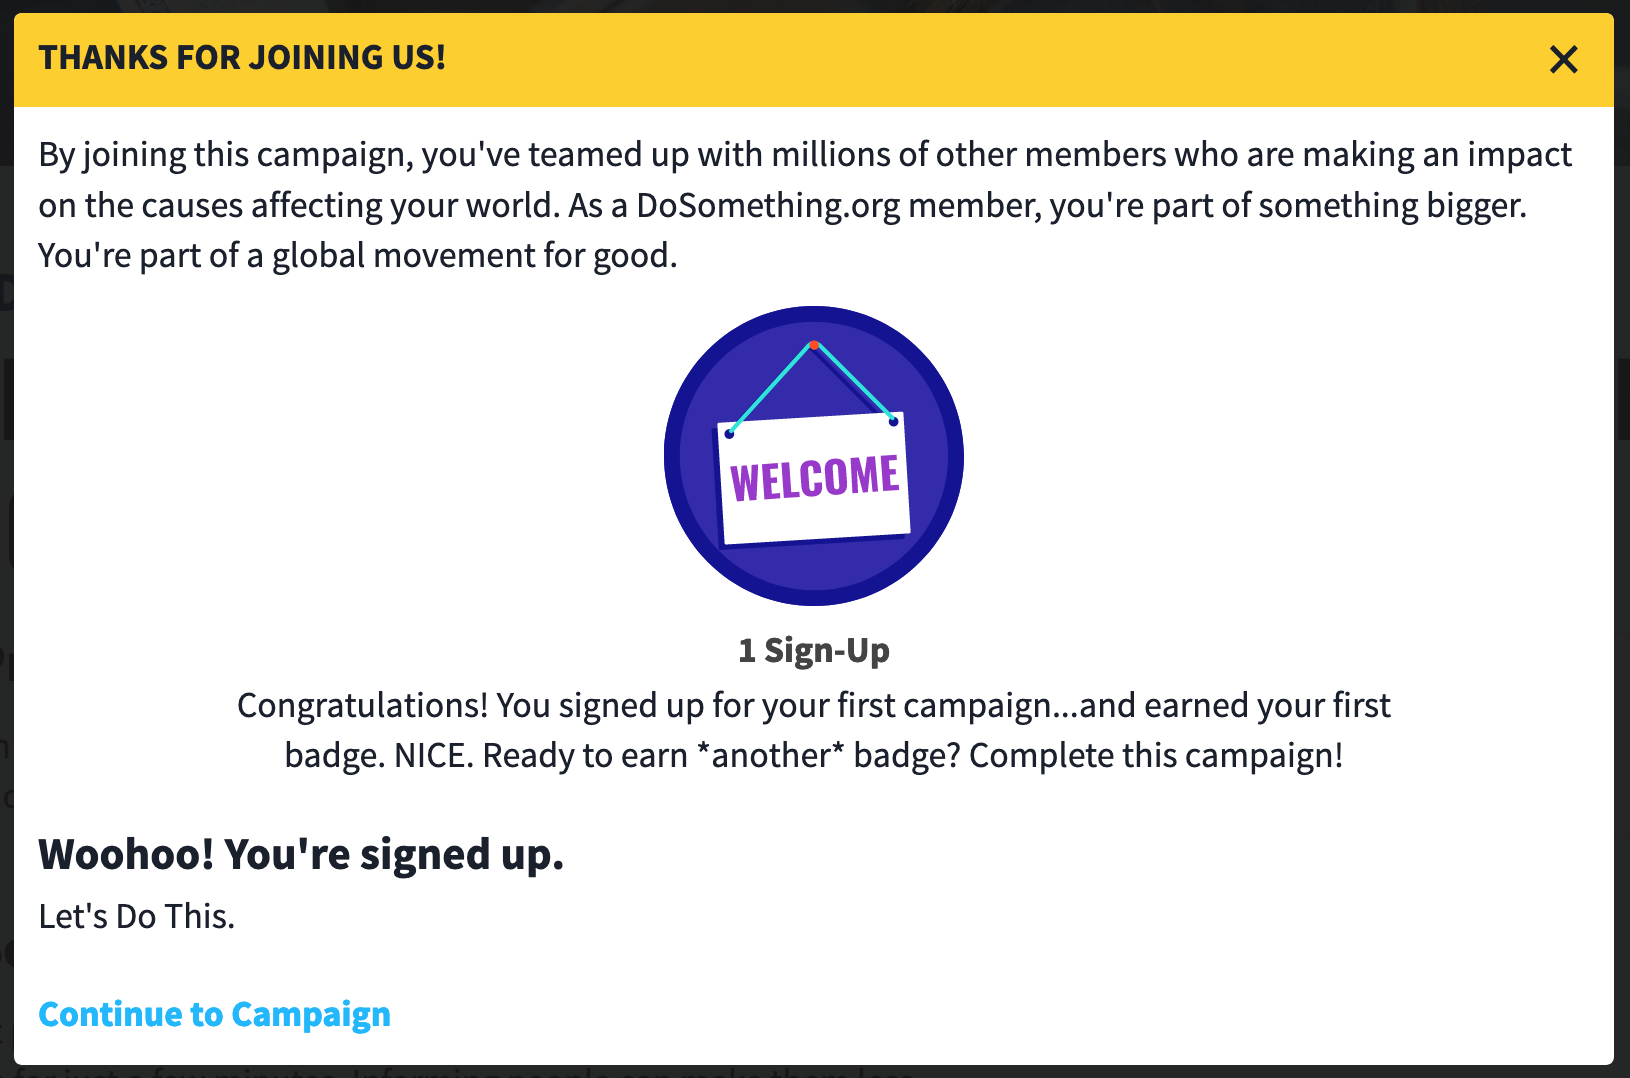 THANKS FOR JOINING US!
By joining this campaign, you've teamed up with millions of other members who are making an impact
on the causes affecting your world. As a DoSomething.org member, you're part of something bigger.
You're part of a global movement for good.
WELCOME
1 Sign-Up
Congratulations! You signed up for your first campaign...and earned your first
badge. NICE. Ready to earn *another* badge? Complete this campaign!
Woohoo! You're signed up.
Let's Do This.
Continue to Campaign